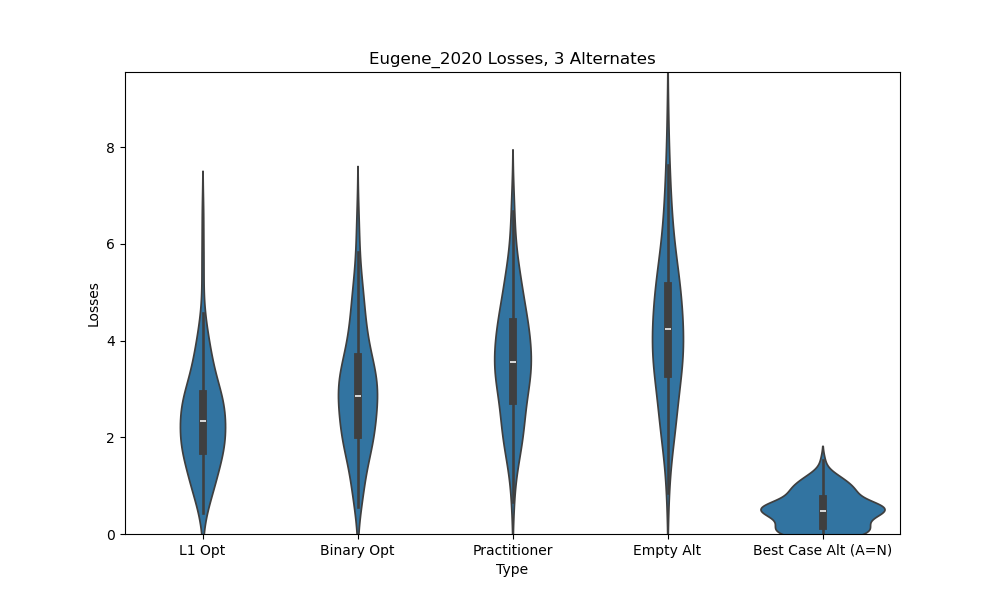 Eugene_2020 Losses, 3 Alternates
8
6
4
2
0
Losses
L1 Opt
Binary Opt
Practitioner
Empty Alt
Best Case Alt (A=N)
Type